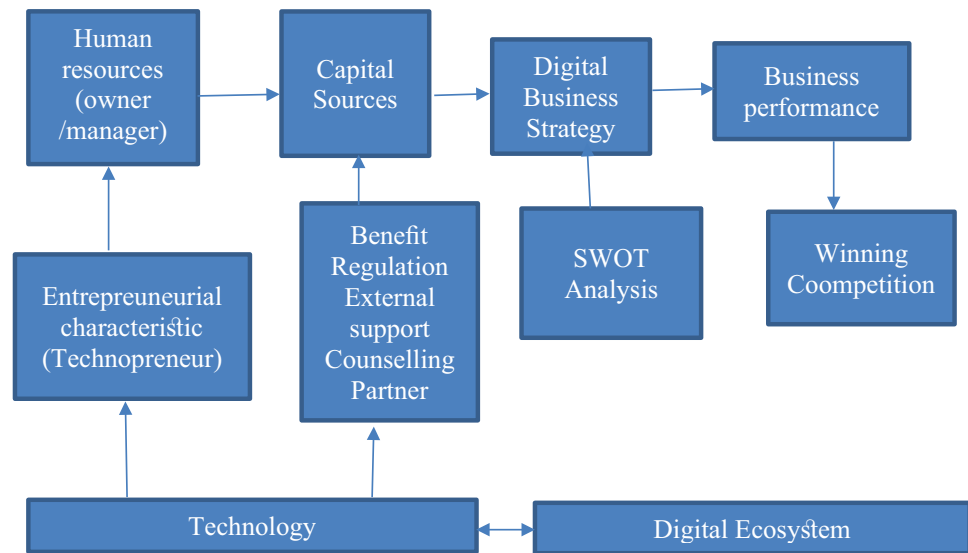 Human
resources
(owner
/manager)
Capital
Sources
Digital
Business
Strategy
Business
performance
Entrepreuneurial
characteristic
(Technopreneur)
Benefit
Regulation
External
support
Counselling
Partner
SWOT
Analysis
Winning
Coompetition
Technology
Digital Ecosystem